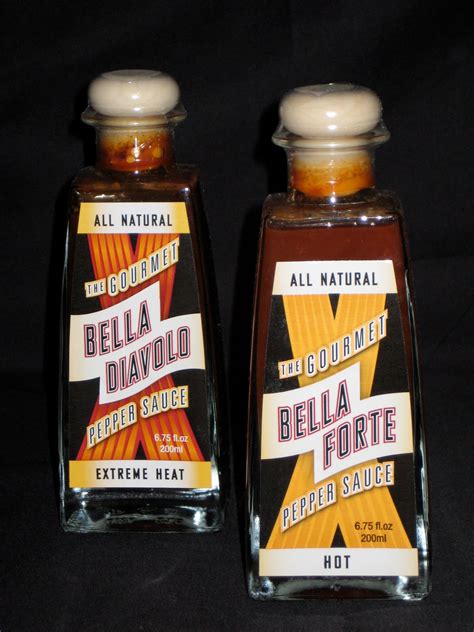 ALL NATURAL
THE GOURMET
BELLA
DIAVOLO
PEPPER SAUCE
6.75 fl.oz
200ml
EXTREME HEAT
ALL NATURAL
THE GOURMET
BELLA
FORTE
PEPPER SAUCE
6.75 fl.oz
200ml
HOT